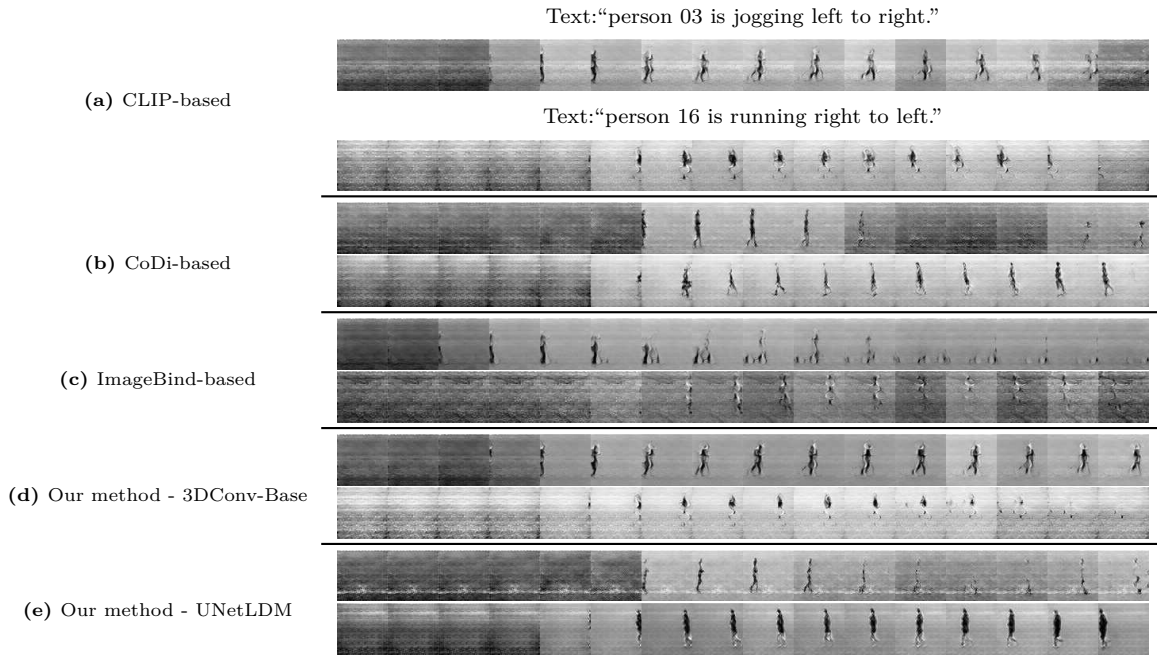 Text:“person 03 is jogging left to right.”
(a) CLIP-based
Text:“person 16 is running right to left.”
(b) CoDi-based
(c) ImageBind-based
(d) Our method - 3DConv-Base
(e) Our method - UNetLDM